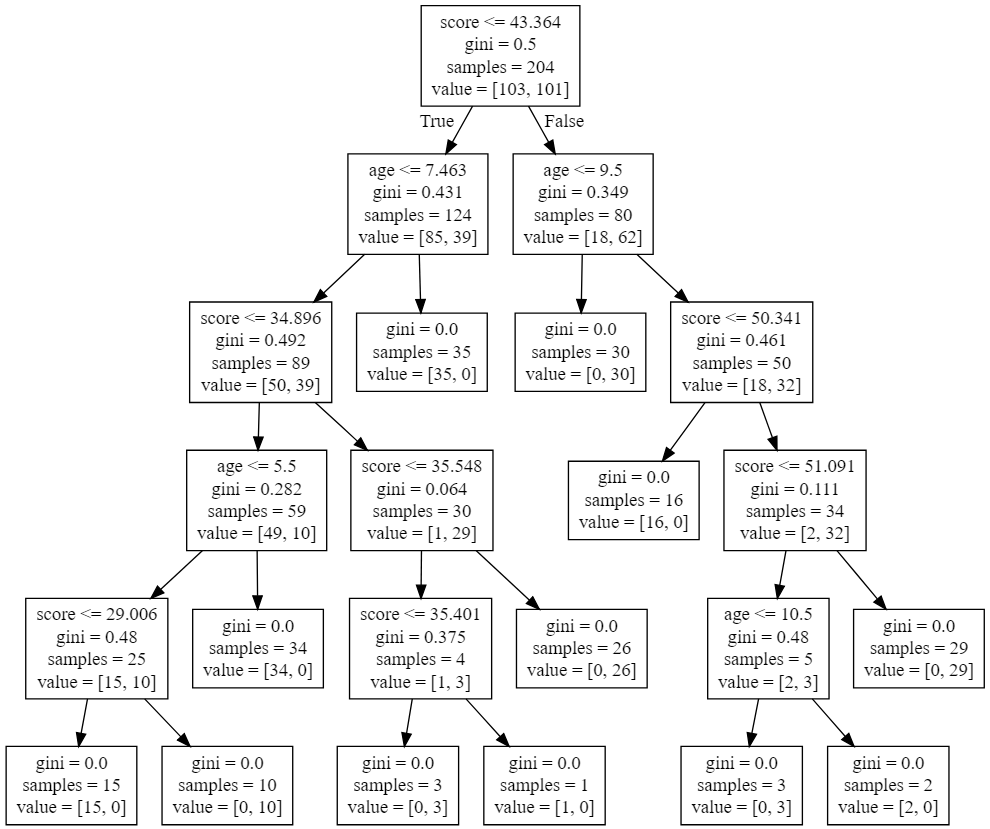 score <= 43.364
gini = 0.5
samples = 204
value = [103, 101]
True
False
age <= 7.463
gini = 0.431
samples = 124
value = [85, 39]
age <= 9.5
gini = 0.349
samples = 80
value = [18, 62]
score <= 34.896
gini = 0.492
samples = 89
value = [50, 39]
gini = 0.0
samples = 35
value = [35, 0]
gini = 0.0
samples = 30
value = [0, 30]
score <= 50.341
gini = 0.461
samples = 50
value = [18, 32]
age <= 5.5
gini = 0.282
samples = 59
value = [49, 10]
score <= 35.548
gini = 0.064
samples = 30
value = [1, 29]
gini = 0.0
samples = 16
value = [16, 0]
score <= 51.091
gini = 0.111
samples = 34
value = [2, 32]
score <= 29.006
gini = 0.48
samples = 25
value = [15, 10]
gini = 0.0
samples = 34
value = [34, 0]
score <= 35.401
gini = 0.375
samples = 4
value = [1, 3]
gini = 0.0
samples = 26
value = [0, 26]
age <= 10.5
gini = 0.48
samples = 5
value = [2, 3]
gini = 0.0
samples = 29
value = [0, 29]
gini = 0.0
samples = 15
value = [15, 0]
gini = 0.0
samples = 10
value = [0, 10]
gini = 0.0
samples = 3
value = [0, 3]
gini = 0.0
samples = 1
value = [1, 0]
gini = 0.0
samples = 3
value = [0, 3]
gini = 0.0
samples = 2
value = [2, 0]